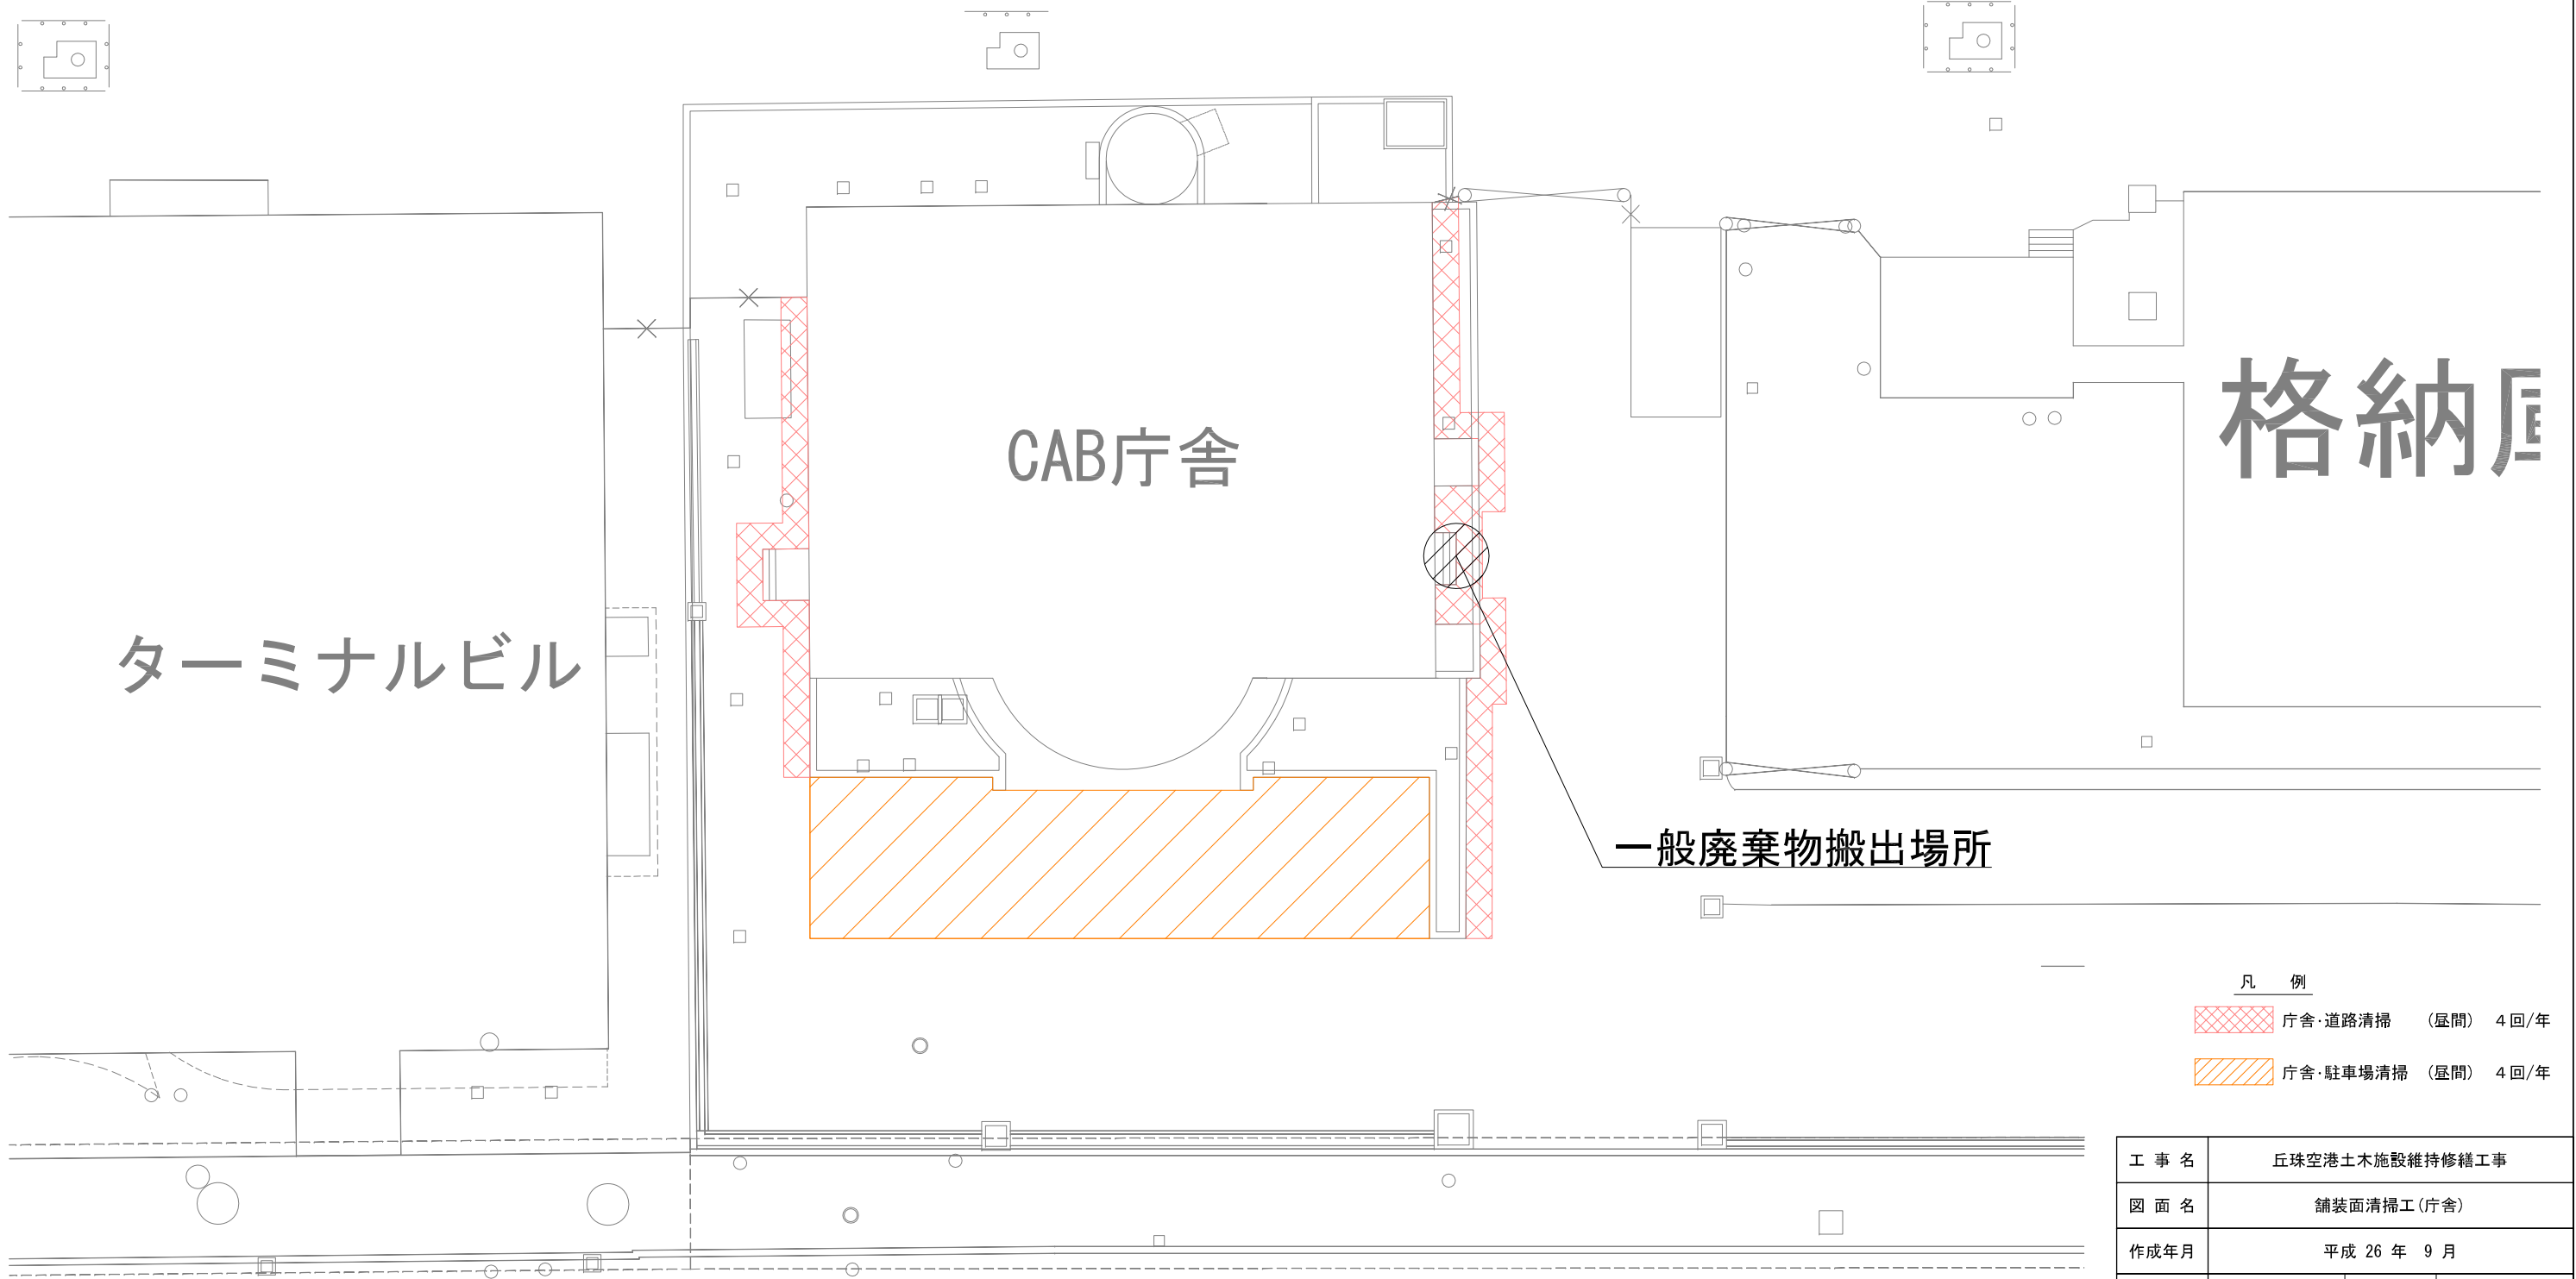 CAB庁舎
格納
ターミナルビル
一般廃棄物搬出場所
凡 例
庁舎・道路清掃 (昼間) 4回/年
庁舎・駐車場清掃 (昼間) 4回/年
工事名 丘珠空港土木施設維持修繕工事
図面名 舗装面清掃工(庁舎)
作成年月 平成 26 年 9 月